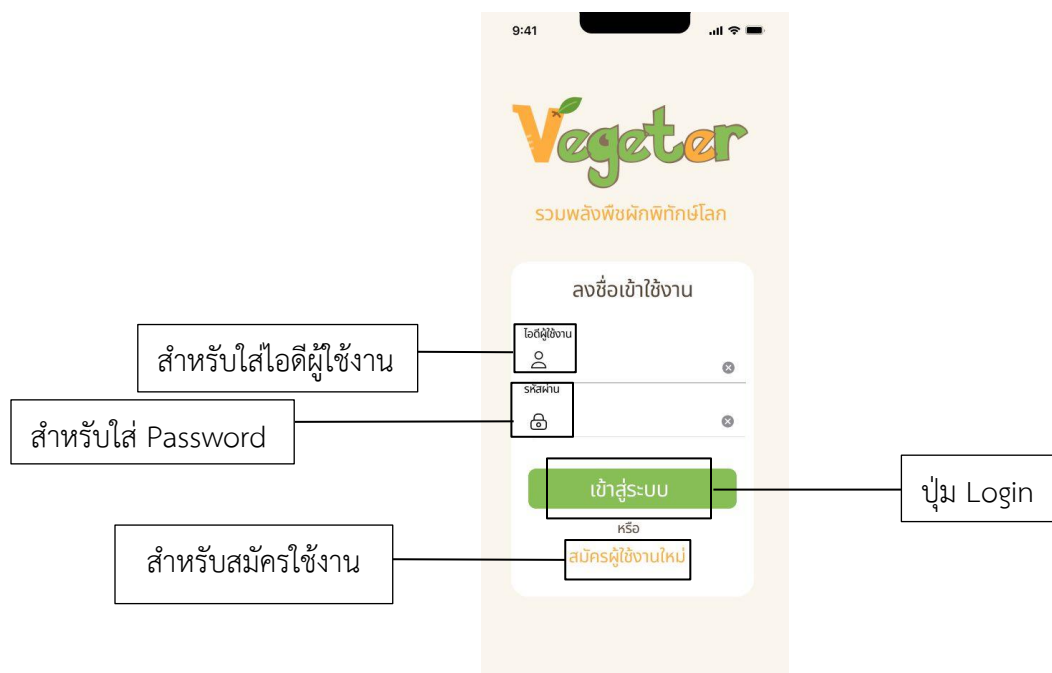 9:41
Vegeter
รวมพลังพืชผักพิทักษ์โลก
ลงชื่อเข้าใช้งาน
ไอดีผู้ใช้งาน
สำหรับใส่ไอดีผู้ใช้งาน
รหัสผ่าน
สำหรับใส่ Password
เข้าสู่ระบบ
ปุ่ม Login
หรือ
สมัครผู้ใช้งานใหม่
สำหรับสมัครใช้งาน